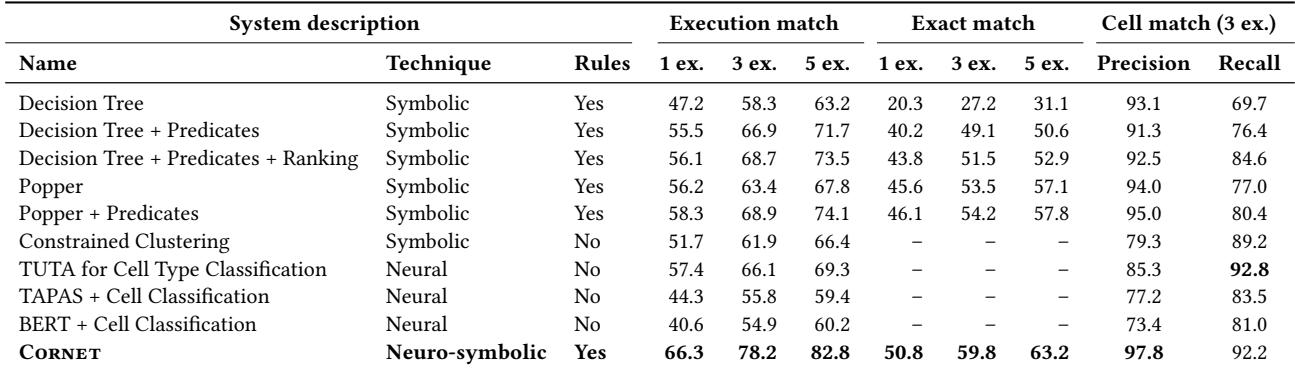 System description Execution match Exact match Cell match (3 ex.)
Name Technique Rules 1 ex. 3 ex. 5 ex. 1 ex. 3 ex. 5 ex. Precision Recall
Decision Tree Symbolic Yes 47.2 58.3 63.2 20.3 27.2 31.1 93.1 69.7
Decision Tree + Predicates Symbolic Yes 55.5 66.9 71.7 40.2 49.1 50.6 91.3 76.4
Decision Tree + Predicates + Ranking Symbolic Yes 56.1 68.7 73.5 43.8 51.5 52.9 92.5 84.6
Popper Symbolic Yes 56.2 63.4 67.8 45.6 53.5 57.1 94.0 77.0
Popper + Predicates Symbolic Yes 58.3 68.9 74.1 46.1 54.2 57.8 95.0 80.4
Constrained Clustering Symbolic No 51.7 61.9 66.4 – – – 79.3 89.2
TUTA for Cell Type Classification Neural No 57.4 66.1 69.3 – – – 85.3 92.8
TAPAS + Cell Classification Neural No 44.3 55.8 59.4 – – – 77.2 83.5
BERT + Cell Classification Neural No 40.6 54.9 60.2 – – – 73.4 81.0
CORNET Neuro-symbolic Yes 66.3 78.2 82.8 50.8 59.8 63.2 97.8 92.2